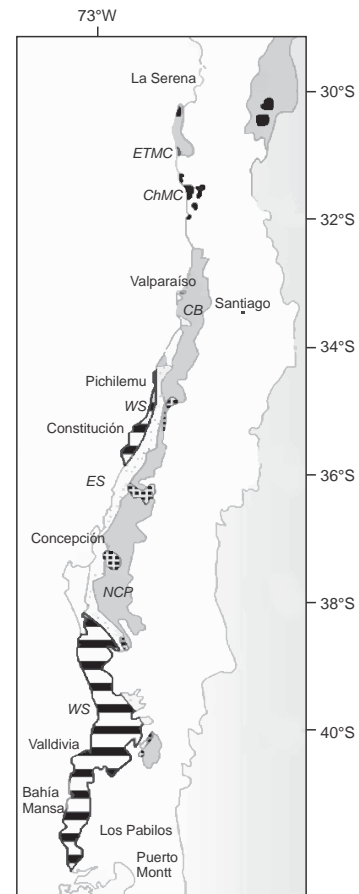 73°W
La Serena
30°S
ETMC
ChMC
32°S
Valparaíso
CB
Santiago
34°S
Pichilemu
WS
Constitución
36°S
ES
Concepción
NCP
38°S
WS
40°S
Valldivia
Bahía
Mansa
Los Pabilos
Puerto
Montt